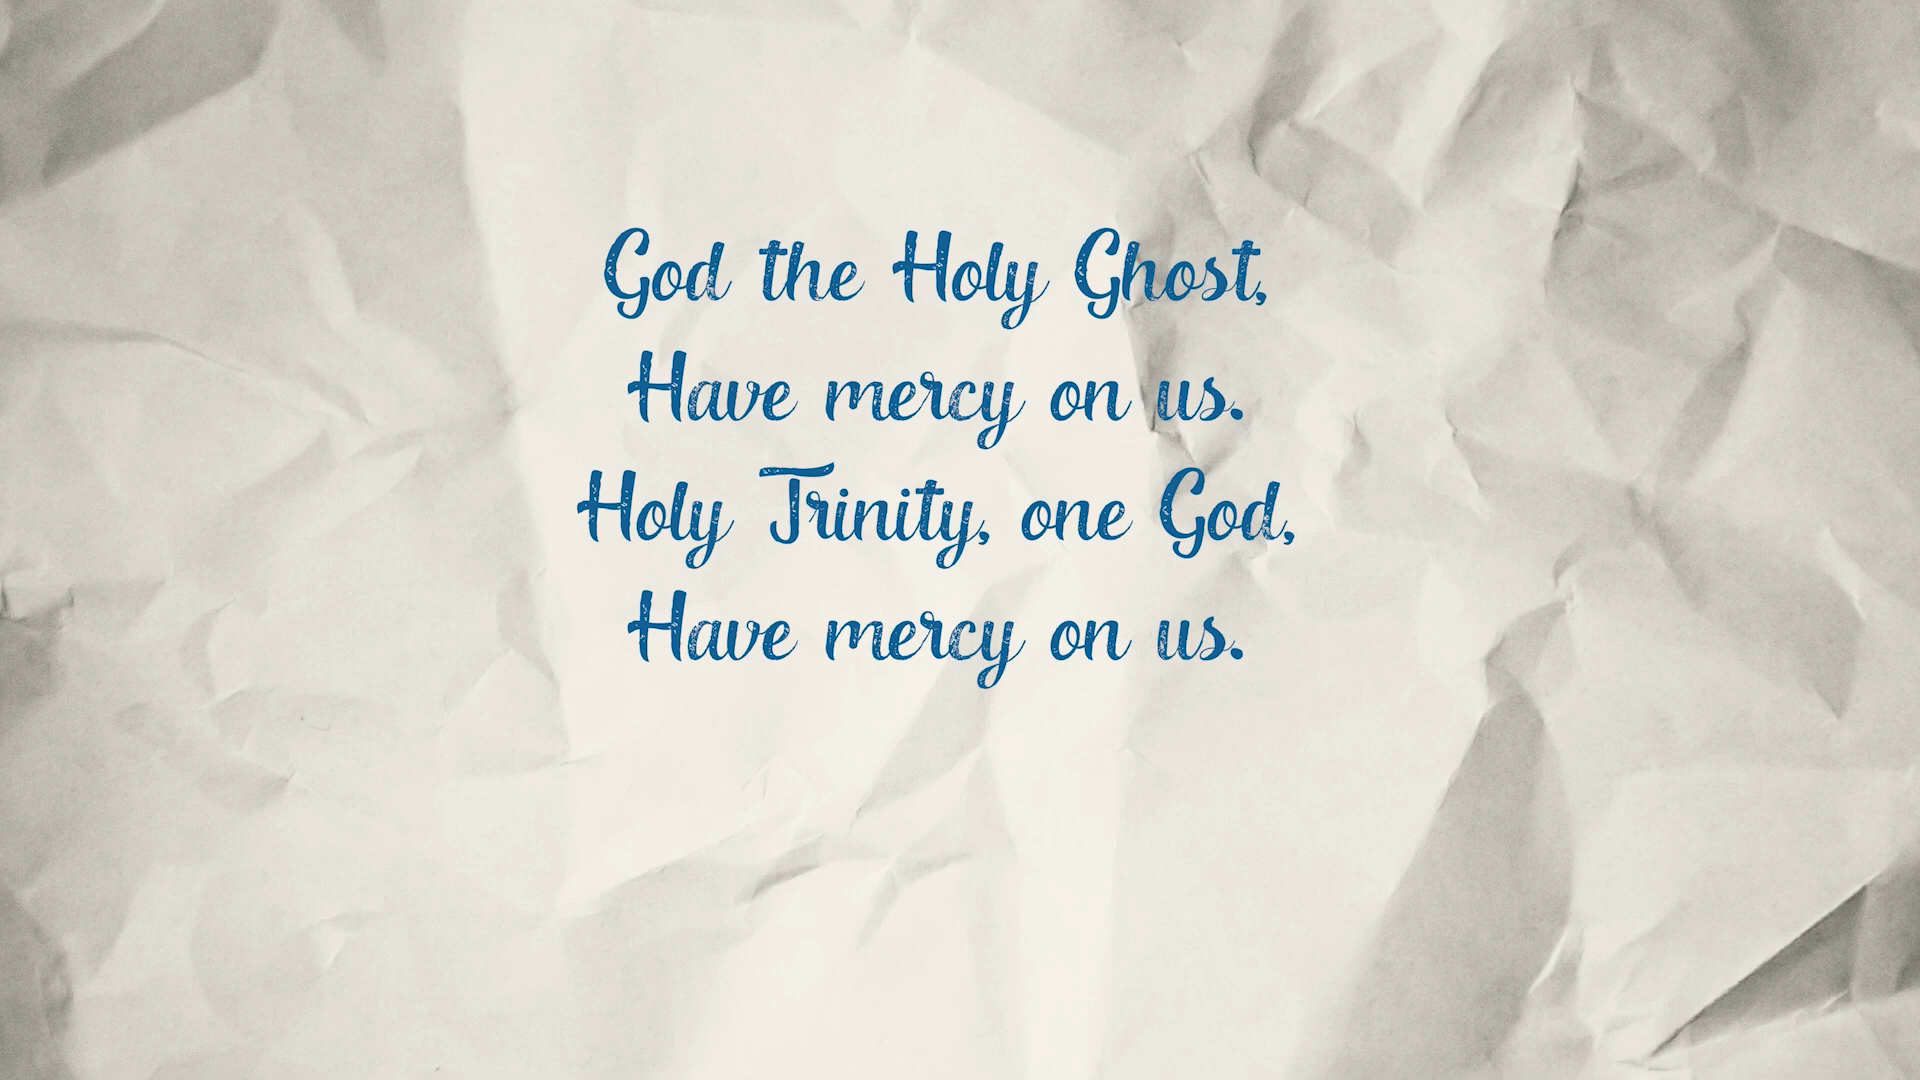 God the Holy Ghost,
Have mercy on us.
Holy Trinity, one God,
Have mercy on us.